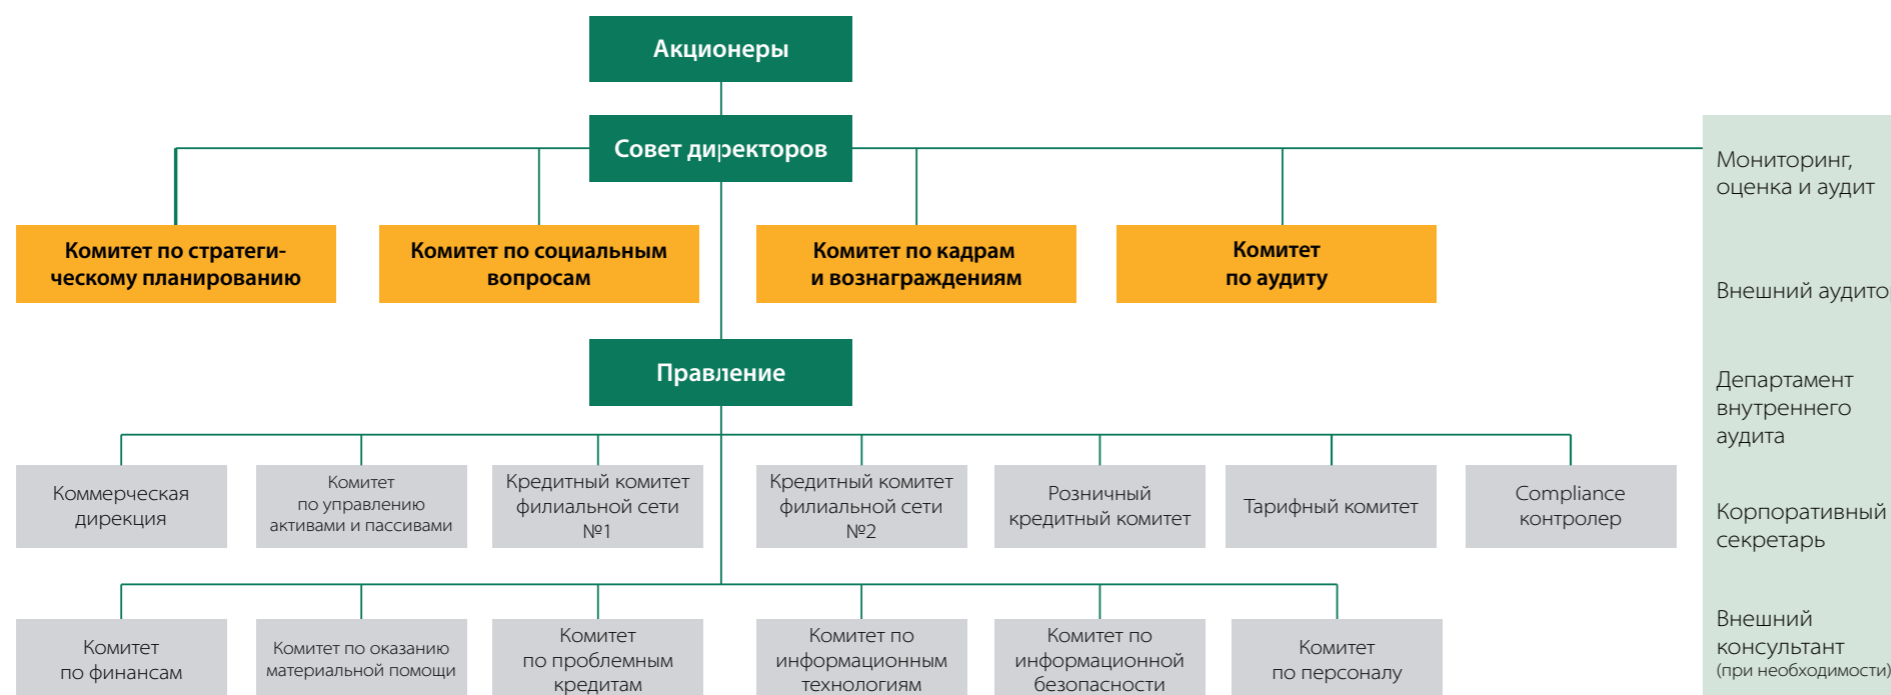 Акционеры
Совет директоров
Комитет по стратеги-
ческому планированию
Комитет по социальным
вопросам
Комитет по кадрам
и вознаграждениям
Комитет
по аудиту
Правление
Коммерческая
дирекция
Комитет
по управлению
активами и пассивами
Кредитный комитет
филиальной сети
№1
Кредитный комитет
филиальной сети
№2
Розничный
кредитный комитет
Тарифный комитет
Compliance
контролер
Комитет
по финансам
Комитет по оказанию
материальной помощи
Комитет
по проблемным
кредитам
Комитет по
информационным
технологиям
Комитет по
информационной
безопасности
Комитет
по персоналу
Мониторинг,
оценка и аудит
Внешний аудито
Департамент
внутреннего
аудита
Корпоративный
секретарь
Внешний
консультант
(при необходимости)